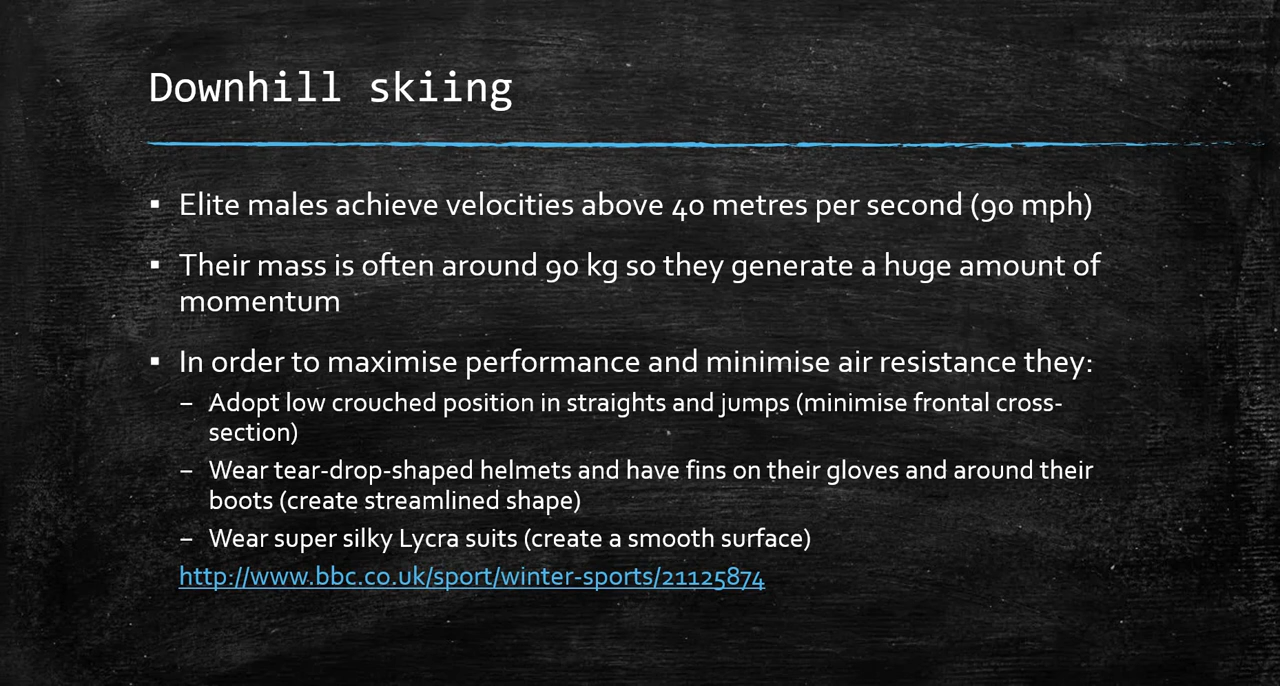 Downhill skiing
▪ Elite males achieve velocities above 40 metres per second (90 mph)
▪ Their mass is often around 90 kg so they generate a huge amount of
momentum
▪ In order to maximise performance and minimise air resistance they:
– Adopt low crouched position in straights and jumps (minimise frontal cross-
section)
– Wear tear-drop-shaped helmets and have fins on their gloves and around their
boots (create streamlined shape)
– Wear super silky Lycra suits (create a smooth surface)
http://www.bbc.co.uk/sport/winter-sports/21125874